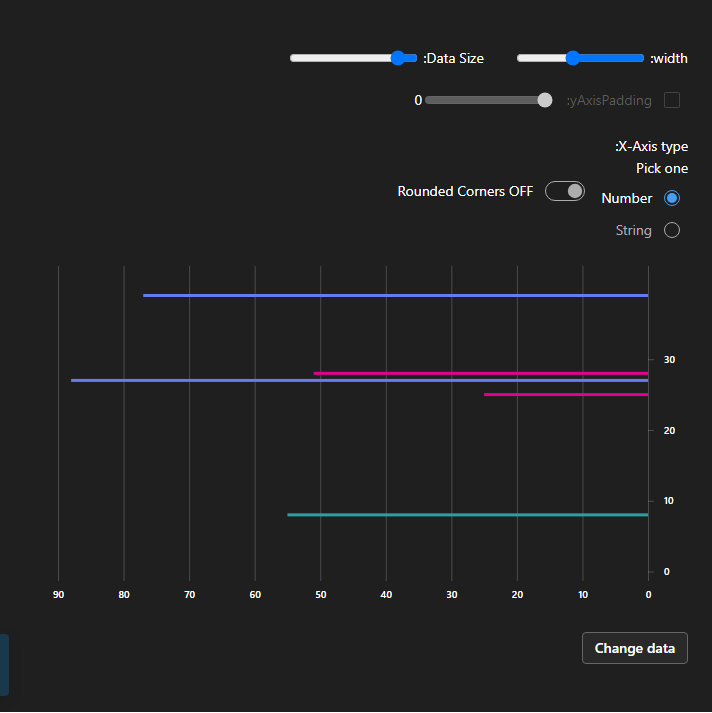 :Data Size
:width
0
:yAxisPadding
:X-Axis type
Pick one
Rounded Corners OFF
Number
String
30
20
10
0
90 80 70 60 50 40 30 20 10 0
Change data